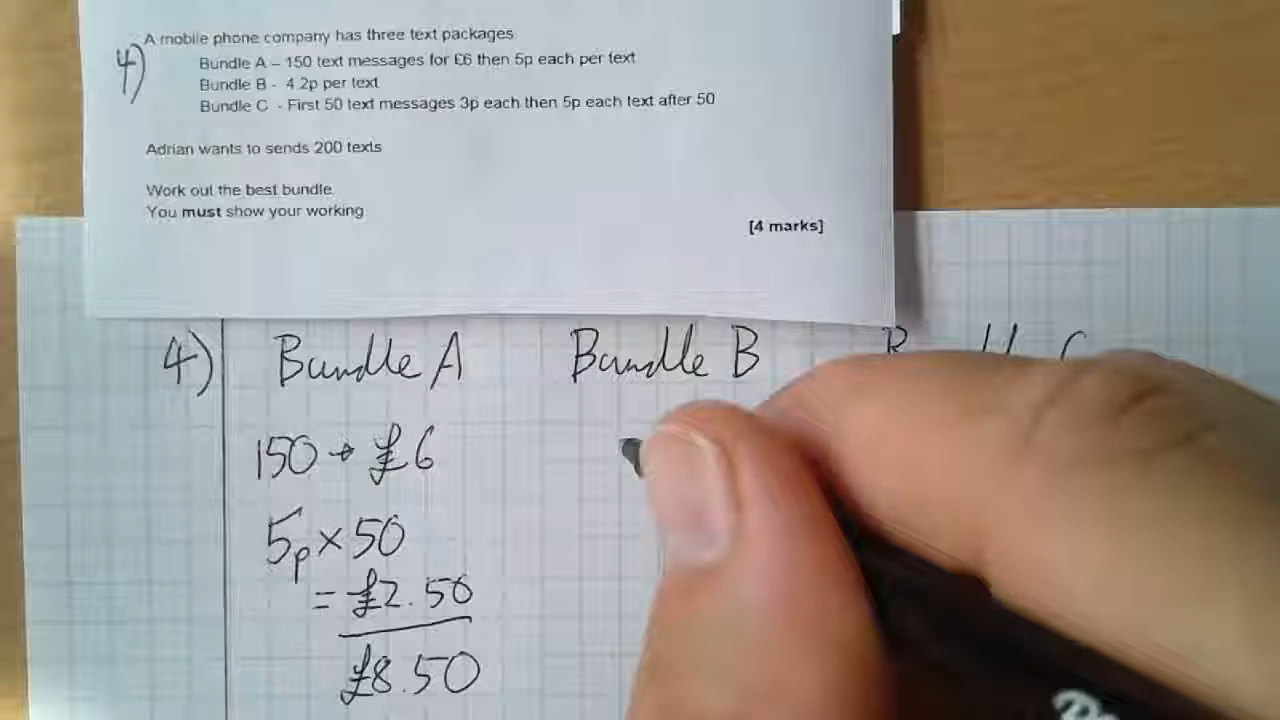 A mobile phone company has three text packages
4)
Bundle A – 150 text messages for £6 then 5p each per text
Bundle B - 4.2p per text
Bundle C - First 50 text messages 3p each then 5p each text after 50
Adrian wants to sends 200 texts
Work out the best bundle
You must show your working
[4 marks]
4) Bundle A Bundle B
150 → £6
5p × 50
= £2.50
£8.50